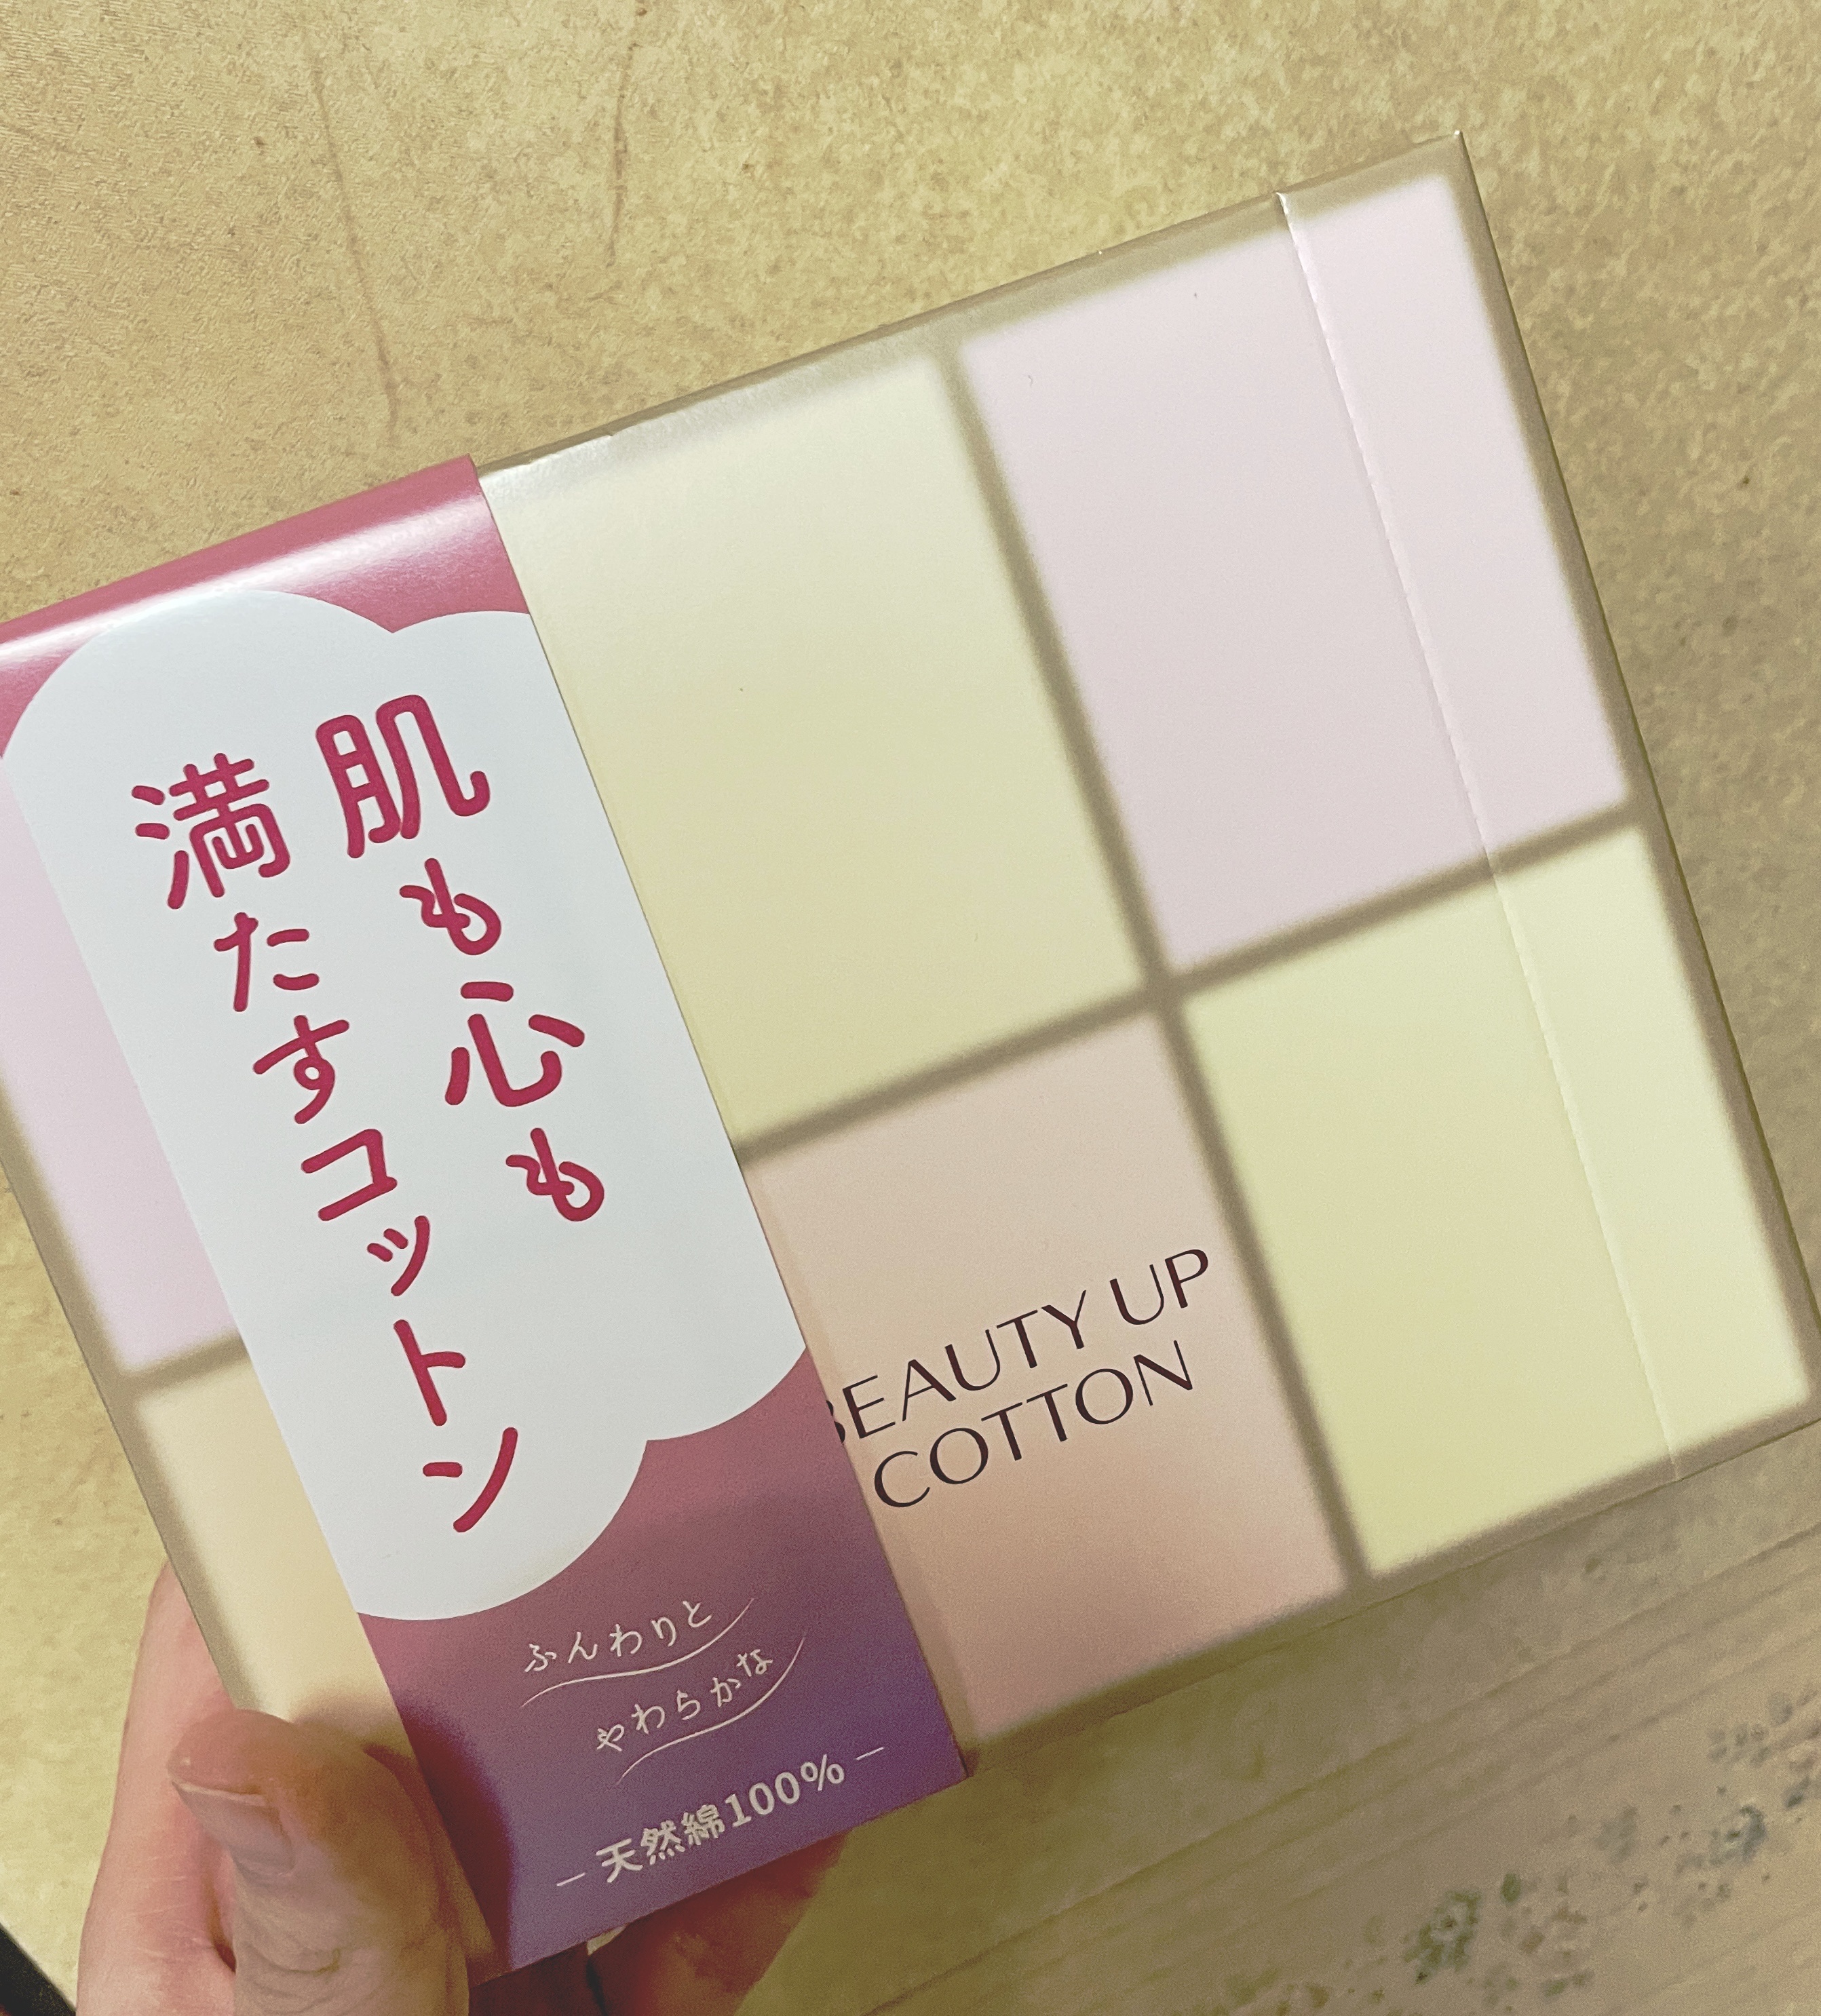 肌も心も
満たすコットン
ふんわりと
やわらかな
天然綿100%
BEAUTY UP
COTTON